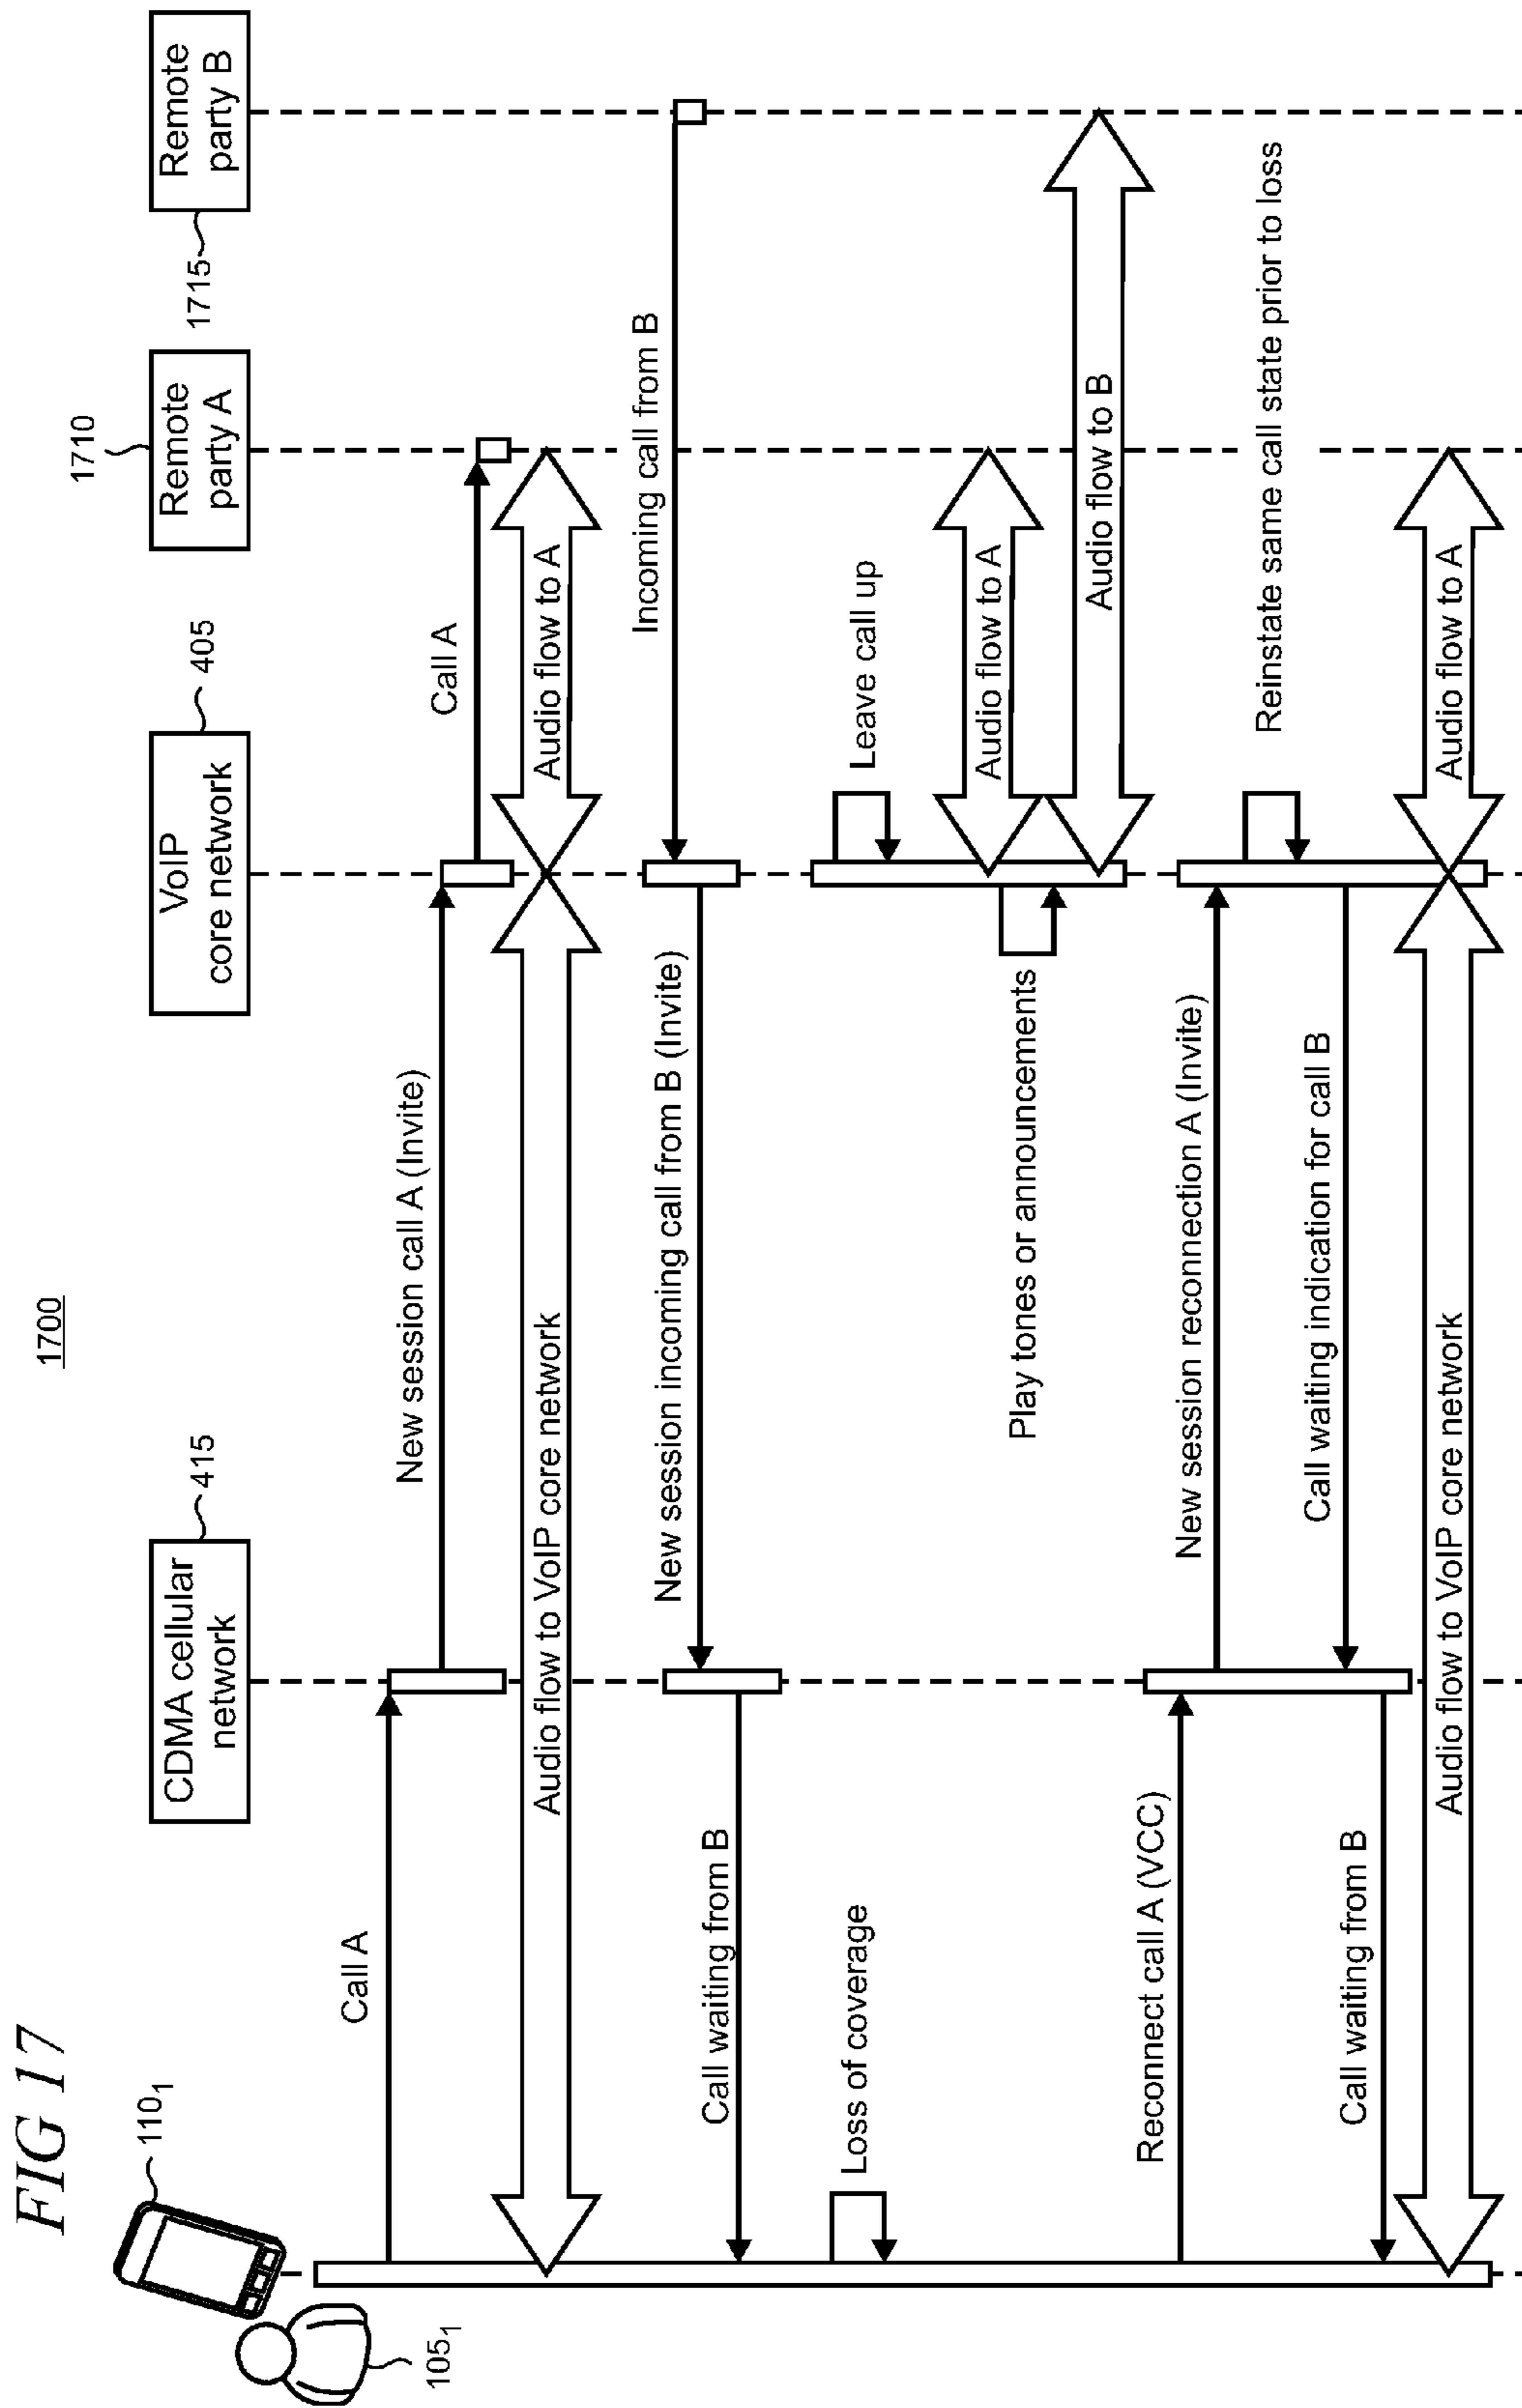 FIG 17
1700
110₁
105₁
CDMA cellular
network
415
VoIP
core network
405
Remote
party A
1710
Remote
party B
1715
Call A
New session call A (Invite)
Call A
Audio flow to VoIP core network
Audio flow to A
Incoming call from B
New session incoming call from B (Invite)
Call waiting from B
Loss of coverage
Leave call up
Audio flow to A
Play tones or announcements
Audio flow to B
Reconnect call A (VCC)
New session reconnection A (Invite)
Reinstate same call state prior to loss
Call waiting indication for call B
Call waiting from B
Audio flow to VoIP core network
Audio flow to A